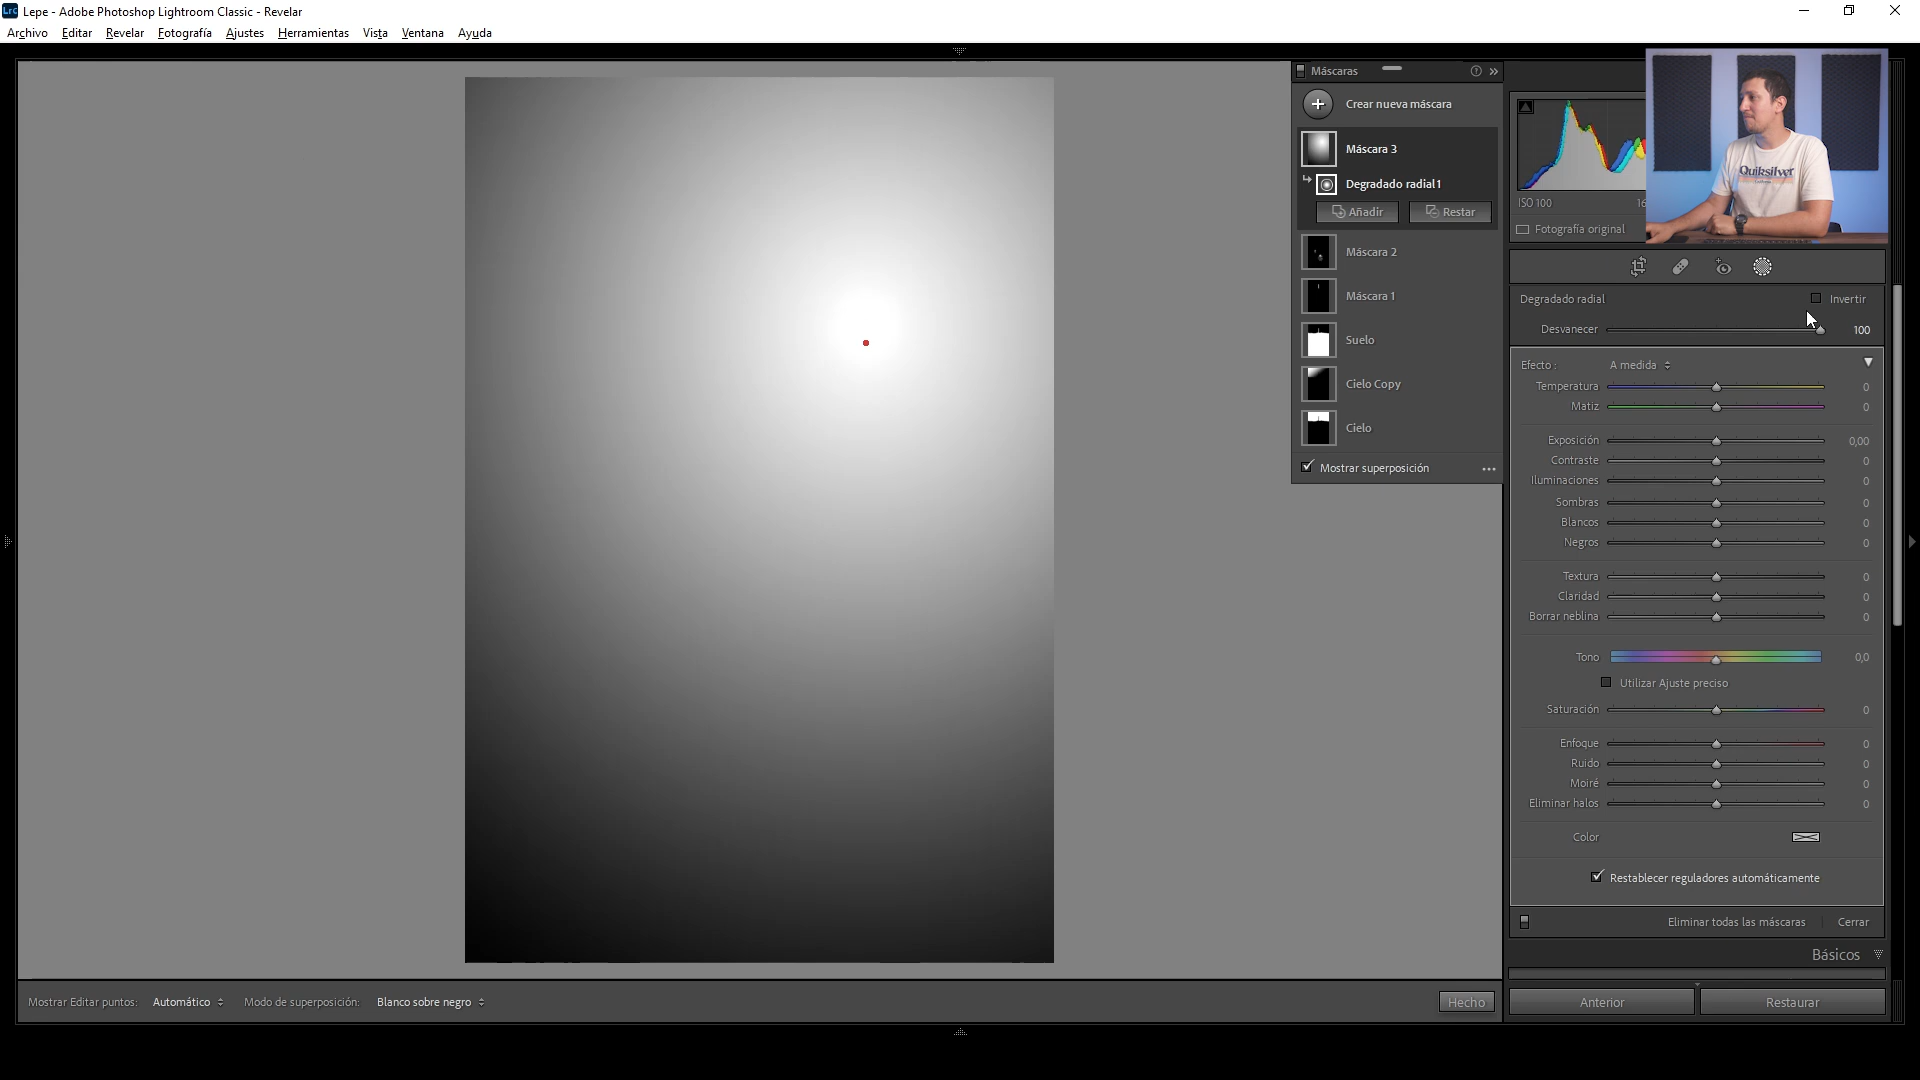 Lrc Lepe - Adobe Photoshop Lightroom Classic - Revelar
Archivo Editar Revelar Fotografía Ajustes Herramientas Vista Ventana Ayuda
Máscaras
Crear nueva máscara
Máscara 3
Degradado radial 1
Añadir Restar
Máscara 2
Máscara 1
Suelo
Cielo Copy
Cielo
Mostrar superposición
Quiksilver
ISO 100
Fotografía original
Degradado radial Invertir
Desvanecer 100
Efecto : A medida
Temperatura 0
Matiz 0
Exposición 0,00
Contraste 0
Iluminaciones 0
Sombras 0
Blancos 0
Negros 0
Textura 0
Claridad 0
Borrar neblina 0
Tono 0,0
Utilizar Ajuste preciso
Saturación 0
Enfoque 0
Ruido 0
Moiré 0
Eliminar halos 0
Color
Restablecer reguladores automáticamente
Eliminar todas las máscaras Cerrar
Básicos
Mostrar Editar puntos: Automático Modo de superposición: Blanco sobre negro Hecho
Anterior Restaurar